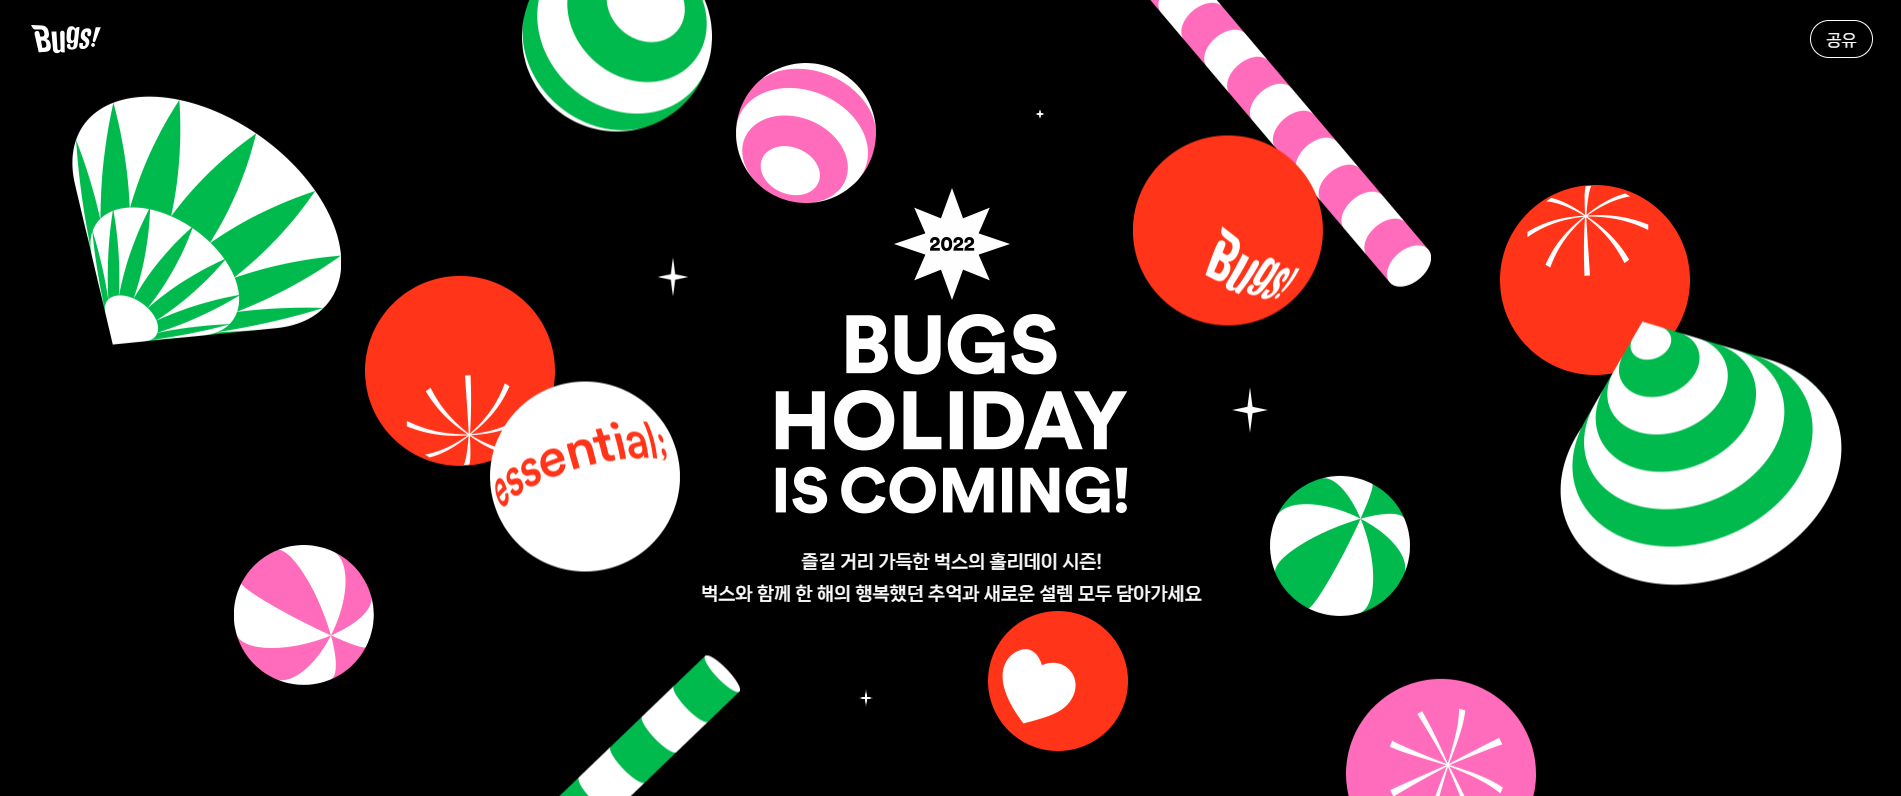 Bugs!
공유
Bugs!
2022
BUGS
HOLIDAY
IS COMING!
essential;
즐길 거리 가득한 벅스의 홀리데이 시즌!
벅스와 함께 한 해의 행복했던 추억과 새로운 설렘 모두 담아가세요